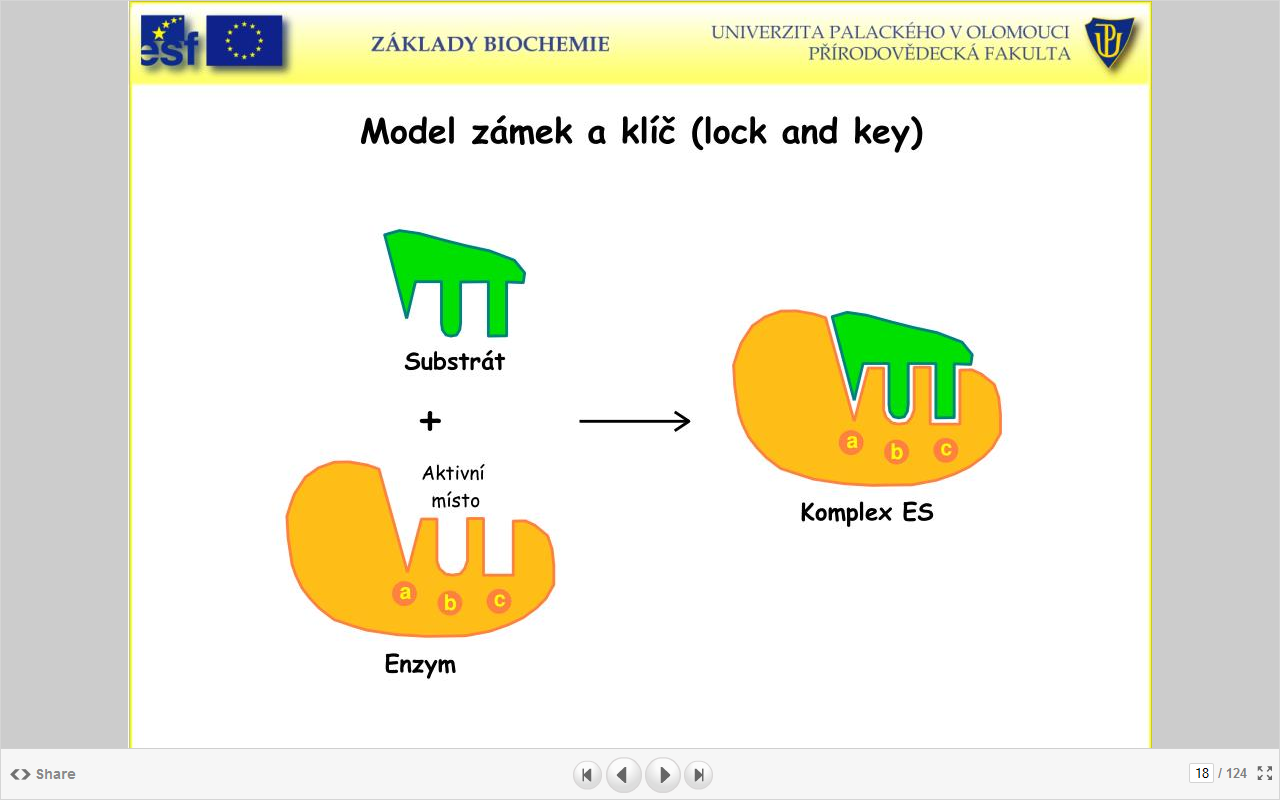 esf
ZÁKLADY BIOCHEMIE
UNIVERZITA PALACKÉHO V OLOMOUCI
PŘÍRODOVĚDECKÁ FAKULTA
UP
Model zámek a klíč (lock and key)
Substrát
+
Aktivní
místo
a b c
Enzym
a b c
Komplex ES
Share
18 / 124